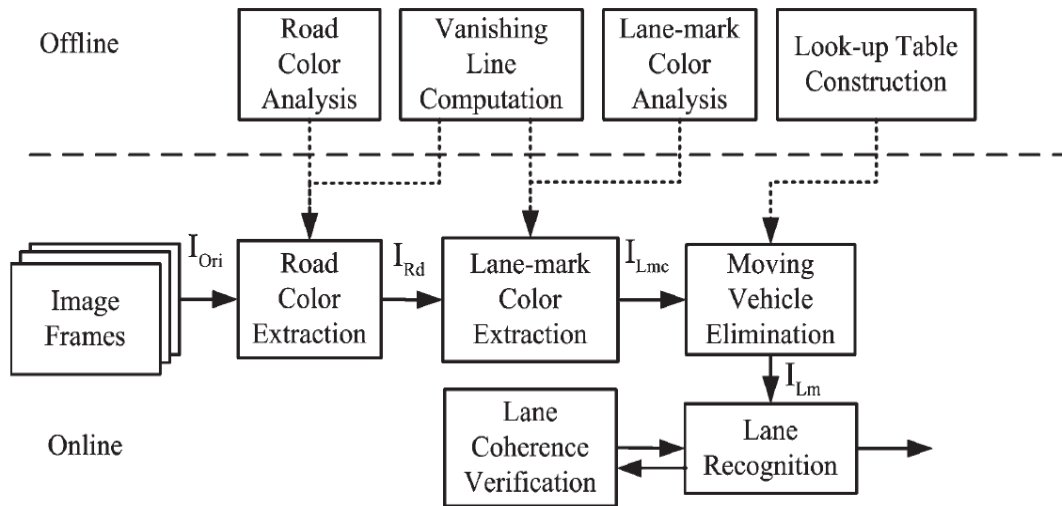 Offline
Road
Color
Analysis
Vanishing
Line
Computation
Lane-mark
Color
Analysis
Look-up Table
Construction
Image
Frames
I_Ori
Road
Color
Extraction
I_Rd
Lane-mark
Color
Extraction
I_Lmc
Moving
Vehicle
Elimination
I_Lm
Online
Lane
Coherence
Verification
Lane
Recognition